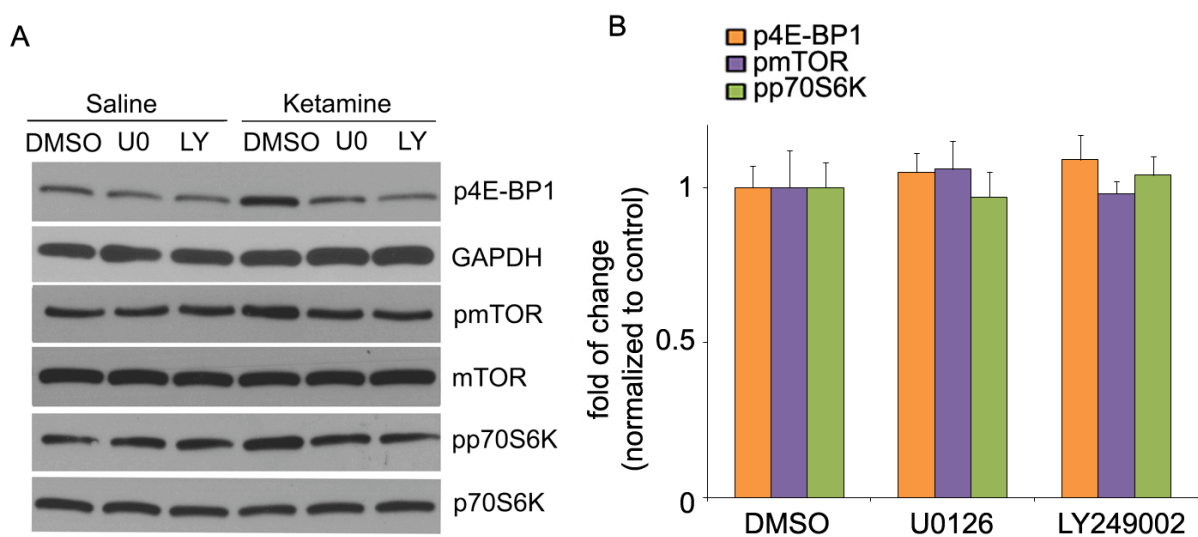 A
Saline Ketamine
DMSO U0 LY DMSO U0 LY
p4E-BP1
GAPDH
pmTOR
mTOR
pp70S6K
p70S6K
B
p4E-BP1
pmTOR
pp70S6K
fold of change
(normalized to control)
1
0.5
0
DMSO U0126 LY249002